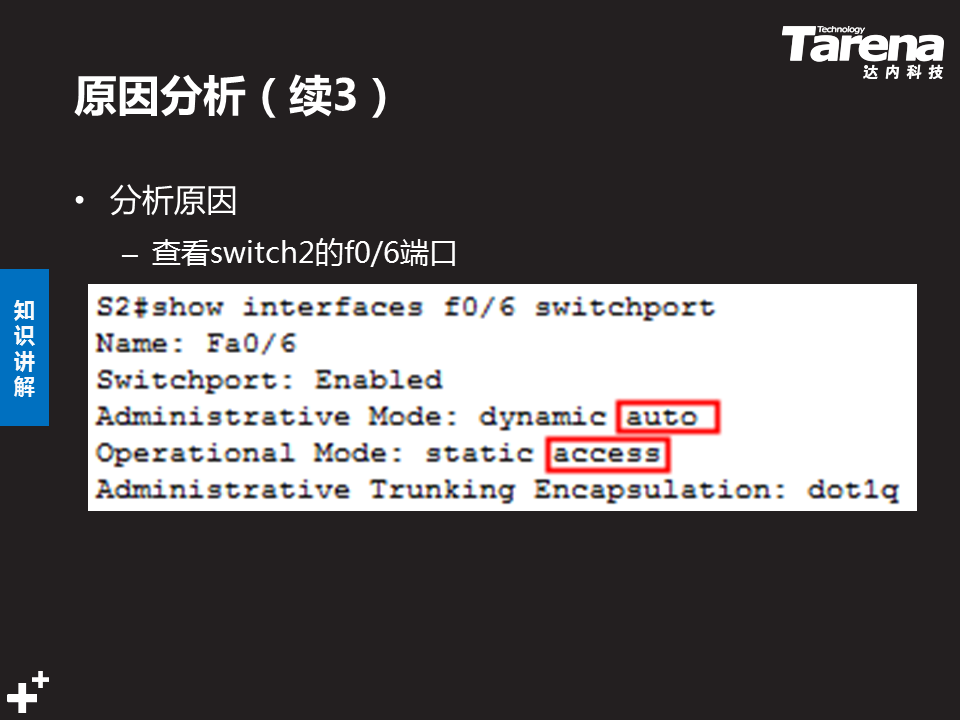 Technology
Tarena
达内科技
原因分析（续3）
• 分析原因
– 查看switch2的f0/6端口
知识讲解
S2#show interfaces f0/6 switchport
Name: Fa0/6
Switchport: Enabled
Administrative Mode: dynamic auto
Operational Mode: static access
Administrative Trunking Encapsulation: dot1q